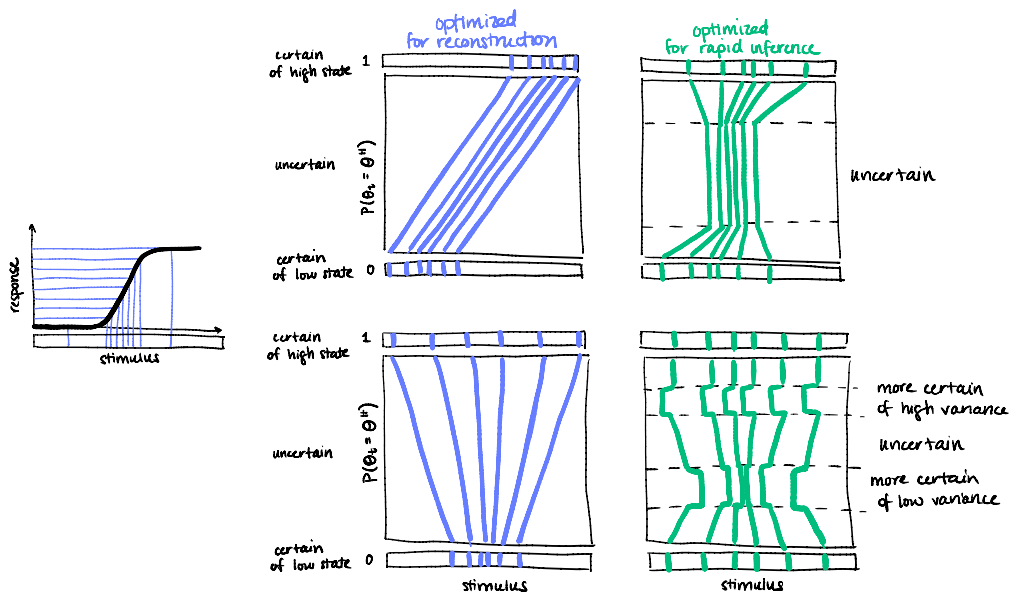 response
stimulus
optimized
for reconstruction
certain
of high state
1
uncertain
P(θt = θᴴ)
certain
of low state
0
optimized
for rapid inference
uncertain
certain
of high state
1
uncertain
P(θt = θᴴ)
certain
of low state
0
stimulus
more certain
of high variance
uncertain
more certain
of low variance
stimulus